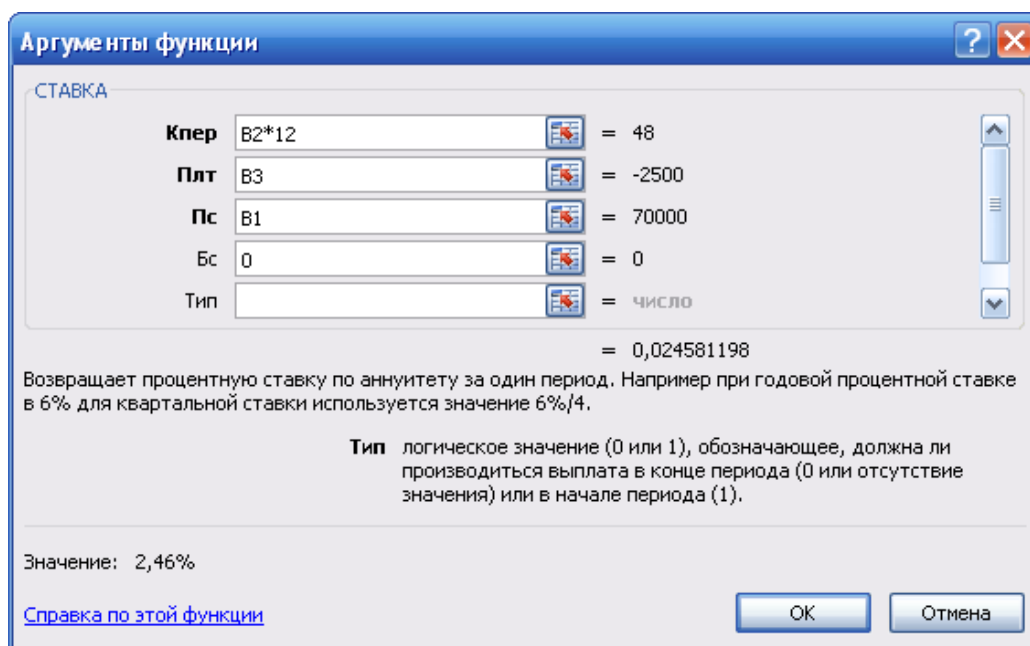 Аргументы функции
СТАВКА
Кпер B2*12 = 48
Плт B3 = -2500
Пс B1 = 70000
Бс 0 = 0
Тип = число
= 0,024581198
Возвращает процентную ставку по аннуитету за один период. Например при годовой процентной ставке
в 6% для квартальной ставки используется значение 6%/4.
Тип логическое значение (0 или 1), обозначающее, должна ли
производиться выплата в конце периода (0 или отсутствие
значения) или в начале периода (1).
Значение: 2,46%
Справка по этой функции
ОК
Отмена